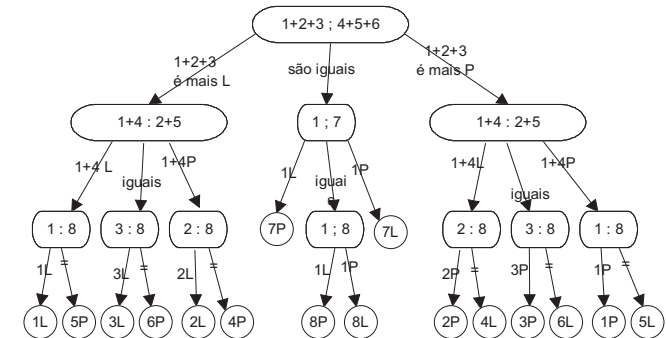 1+2+3 ; 4+5+6
1+2+3
é mais L
são iguais
1+2+3
é mais P
1+4 : 2+5
1 ; 7
1+4 : 2+5
1+4 L
iguais
1+4P
1L
iguai
s
1P
1+4L
iguais
1+4P
1 : 8
3 : 8
2 : 8
7P
1 ; 8
7L
2 : 8
3 : 8
1 : 8
1L
=
3L
=
2L
=
1L
1P
2P
=
3P
=
1P
=
1L
5P
3L
6P
2L
4P
8P
8L
2P
4L
3P
6L
1P
5L